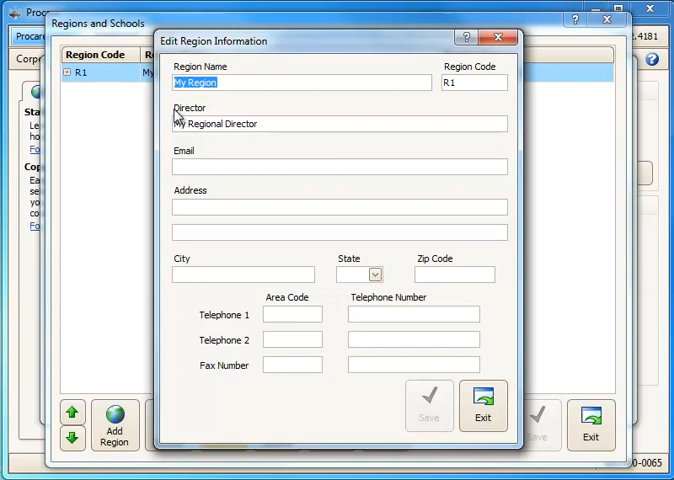 Regions and Schools
.4181
Region Code
R1
Edit Region Information
Region Name
Region Code
My Region
R1
Director
My Regional Director
Email
Address
City
State
Zip Code
Area Code
Telephone Number
Telephone 1
Telephone 2
Fax Number
Save
Exit
Add
Region
Exit
-0065